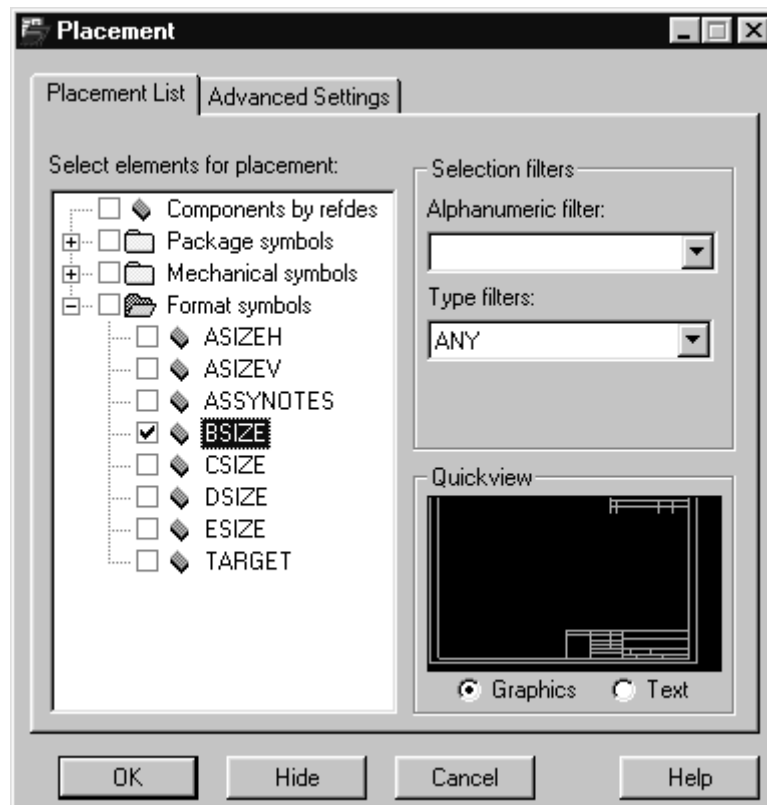 Placement
Placement List
Advanced Settings
Select elements for placement:
Components by refdes
Package symbols
Mechanical symbols
Format symbols
ASIZEH
ASIZEV
ASSYNOTES
BSIZE
CSIZE
DSIZE
ESIZE
TARGET
Selection filters
Alphanumeric filter:
Type filters:
ANY
Quickview
Graphics
Text
OK
Hide
Cancel
Help